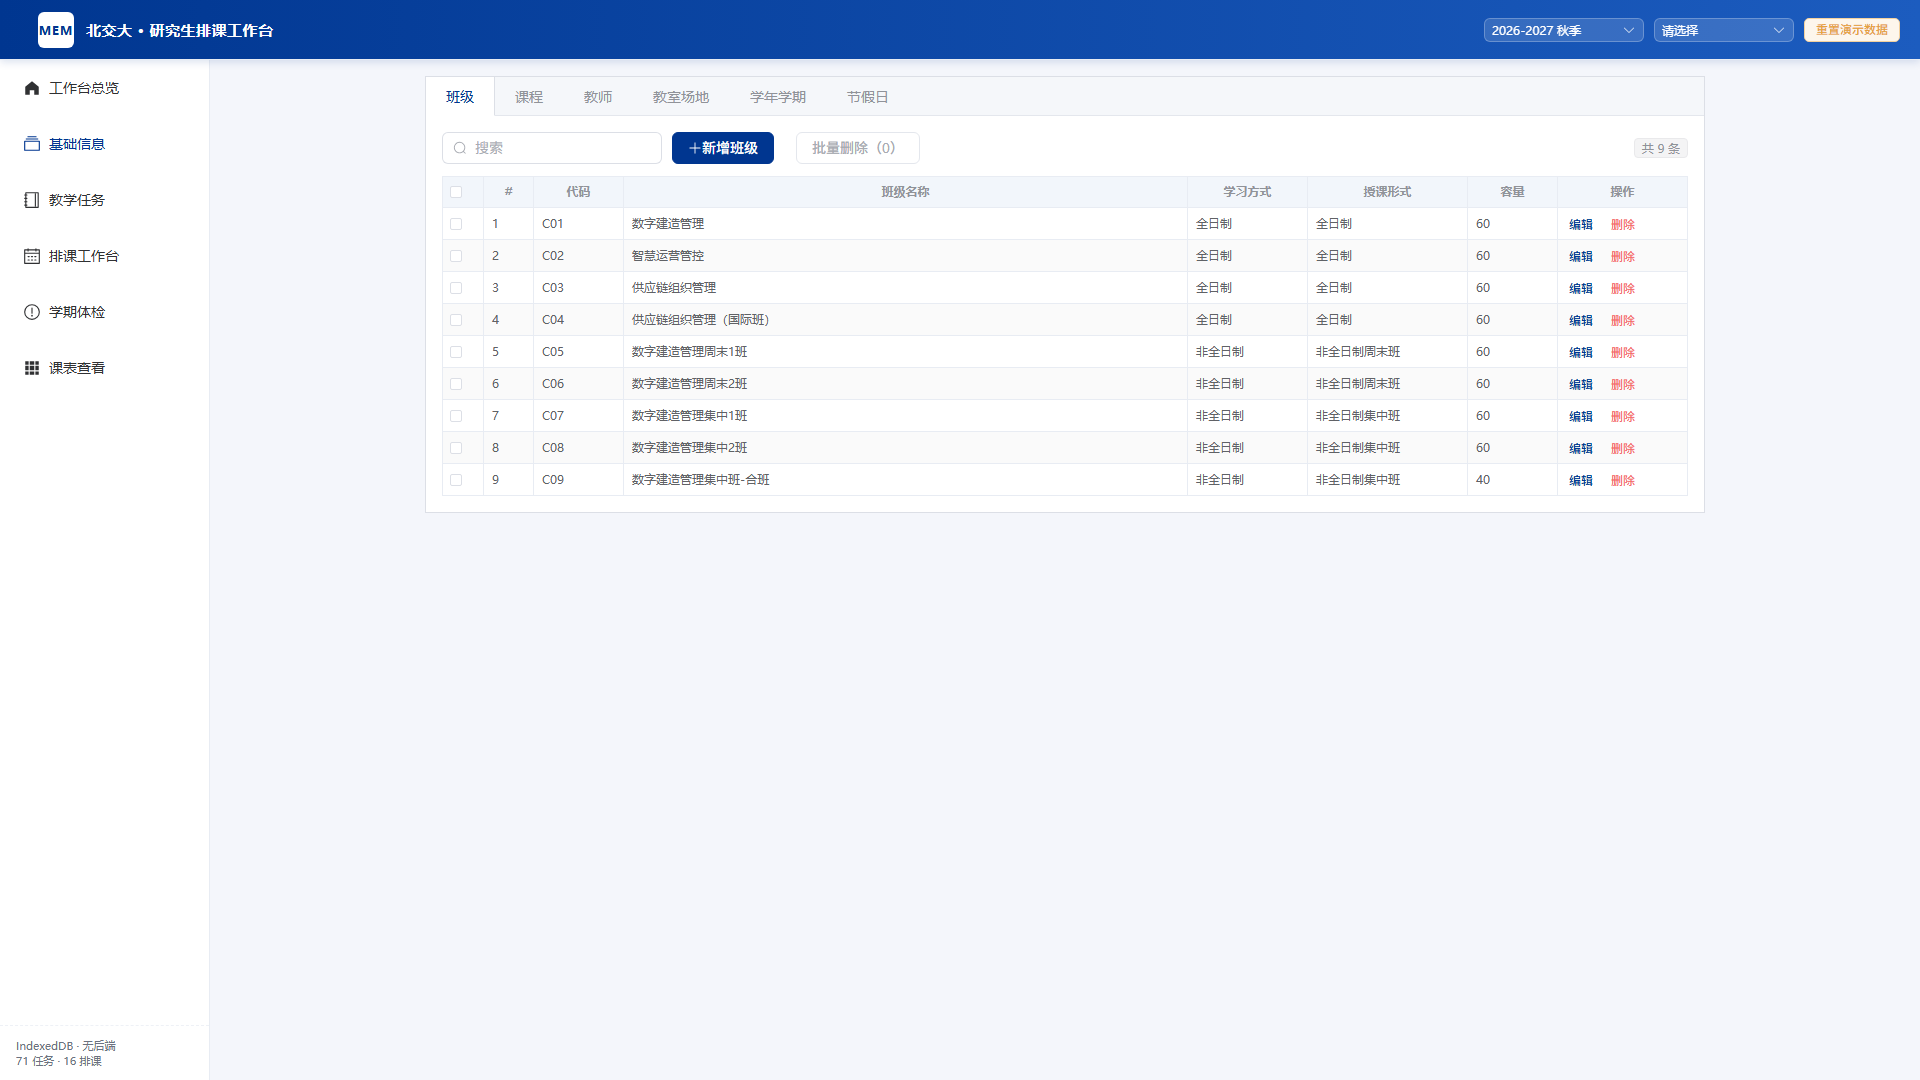 MEM 北交大 • 研究生排课工作台 2026-2027 秋季 请选择 重置演示数据
工作台总览
基础信息
教学任务
排课工作台
学期体检
课表查看
IndexedDB · 无后端
71 任务 · 16 排课
班级 课程 教师 教室场地 学年学期 节假日
搜索 +新增班级 批量删除（0） 共 9 条
# 代码 班级名称 学习方式 授课形式 容量 操作
1 C01 数字建造管理 全日制 全日制 60 编辑 删除
2 C02 智慧运营管控 全日制 全日制 60 编辑 删除
3 C03 供应链组织管理 全日制 全日制 60 编辑 删除
4 C04 供应链组织管理（国际班） 全日制 全日制 60 编辑 删除
5 C05 数字建造管理周末1班 非全日制 非全日制周末班 60 编辑 删除
6 C06 数字建造管理周末2班 非全日制 非全日制周末班 60 编辑 删除
7 C07 数字建造管理集中1班 非全日制 非全日制集中班 60 编辑 删除
8 C08 数字建造管理集中2班 非全日制 非全日制集中班 60 编辑 删除
9 C09 数字建造管理集中班-合班 非全日制 非全日制集中班 40 编辑 删除